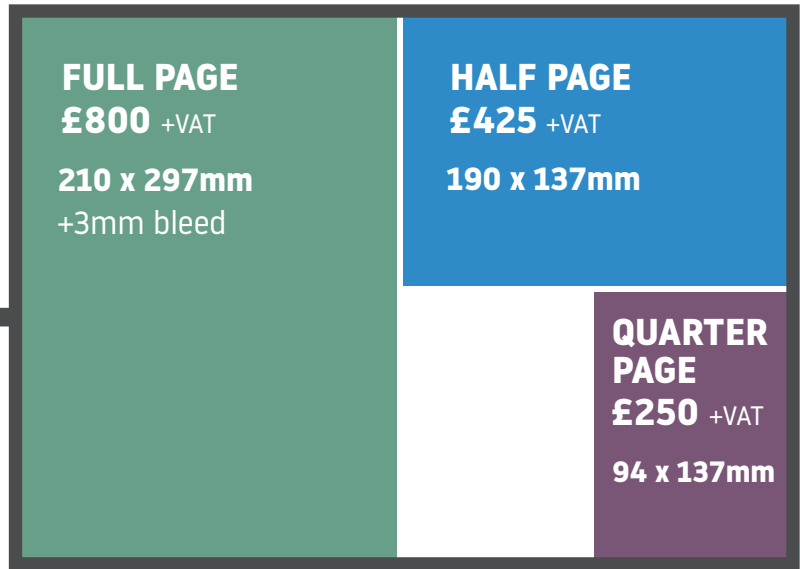 FULL PAGE
£800 +VAT
210 x 297mm
+3mm bleed
HALF PAGE
£425 +VAT
190 x 137mm
QUARTER
PAGE
£250 +VAT
94 x 137mm